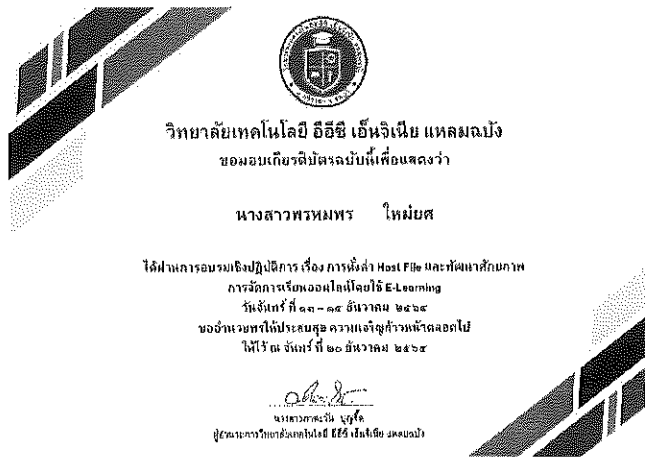 วิทยาลัยเทคโนโลยี อีอีซี เอ็นจิเนีย แหลมฉบัง
ขอมอบเกียรติบัตรฉบับนี้เพื่อแสดงว่า
นางสาวพรหมพร ใหม่ยศ
ได้ผ่านการอบรมเชิงปฏิบัติการ เรื่อง การตั้งค่า Host File และพัฒนาศักยภาพ
การจัดการเรียนออนไลน์โดยใช้ E-Learning
วันจันทร์ ที่ ๑๓ – ๑๕ ธันวาคม ๒๕๖๔
ขออำนวยพรให้ประสบสุข ความเจริญก้าวหน้าตลอดไป
ให้ไว้ ณ จันทร์ ที่ ๒๐ ธันวาคม ๒๕๖๔
ผู้อำนวยการวิทยาลัยเทคโนโลยี อีอีซี เอ็นจิเนีย แหลมฉบัง